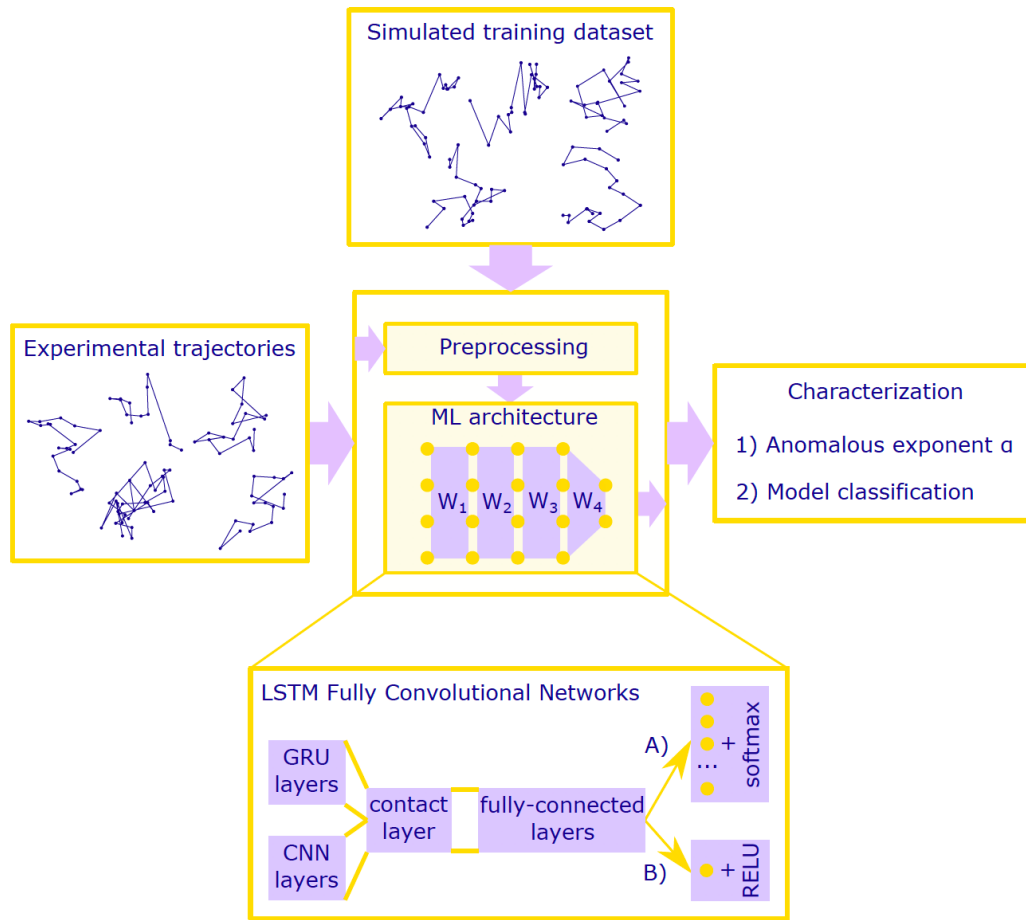 Simulated training dataset
Experimental trajectories
Preprocessing
ML architecture
W1 W2 W3 W4
Characterization
1) Anomalous exponent α
2) Model classification
LSTM Fully Convolutional Networks
GRU
layers
CNN
layers
contact
layer
fully-connected
layers
A)
...
+
softmax
B)
+
RELU